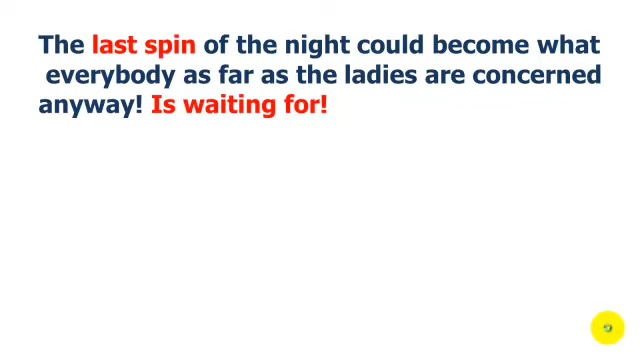 The last spin of the night could become what
everybody as far as the ladies are concerned
anyway! Is waiting for!